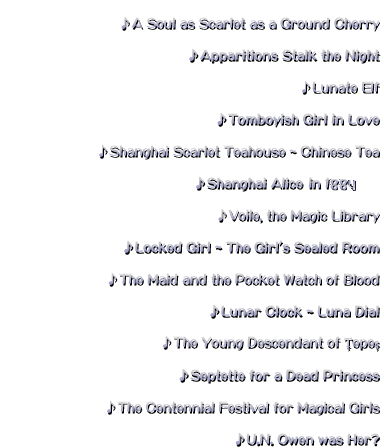 ♪A Soul as Scarlet as a Ground Cherry
♪Apparitions Stalk the Night
♪Lunate Elf
♪Tomboyish Girl in Love
♪Shanghai Scarlet Teahouse ~ Chinese Tea
♪Shanghai Alice in
♪Voile, the Magic Library
♪Locked Girl ~ The Girl's Sealed Room
♪The Maid and the Pocket Watch of Blood
♪Lunar Clock ~ Luna Dial
♪The Young Descendant of Tepes
♪Septette for a Dead Princess
♪The Centennial Festival for Magical Girls
♪U.N. Owen was Her?